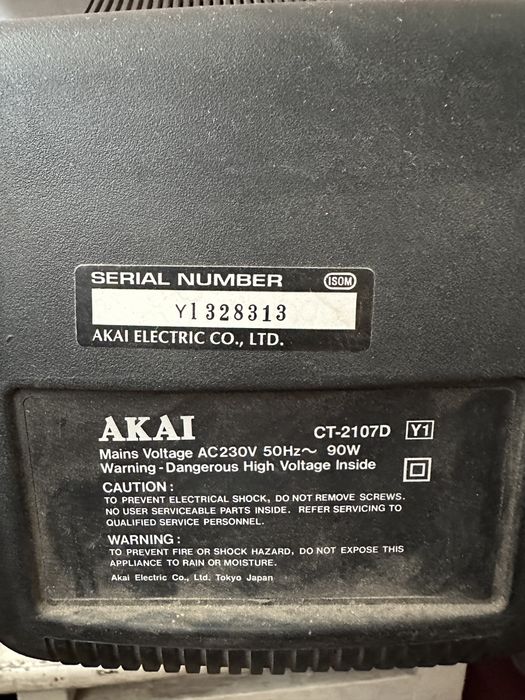 SERIAL NUMBER ISOM
Y1 328313
AKAI ELECTRIC CO., LTD.
AKAI CT-2107D Y1
Mains Voltage AC230V 50Hz～ 90W
Warning-Dangerous High Voltage Inside
CAUTION :
TO PREVENT ELECTRICAL SHOCK, DO NOT REMOVE SCREWS.
NO USER SERVICEABLE PARTS INSIDE. REFER SERVICING TO
QUALIFIED SERVICE PERSONNEL.
WARNING :
TO PREVENT FIRE OR SHOCK HAZARD, DO NOT EXPOSE THIS
APPLIANCE TO RAIN OR MOISTURE.
Akai Electric Co., Ltd. Tokyo Japan